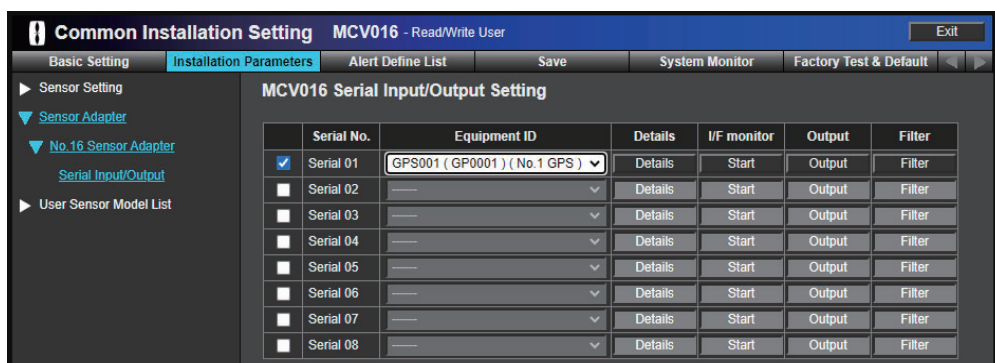 Common Installation Setting MCV016 - Read/Write User Exit
Basic Setting Installation Parameters Alert Define List Save System Monitor Factory Test & Default
Sensor Setting
Sensor Adapter
No.16 Sensor Adapter
Serial Input/Output
User Sensor Model List
MCV016 Serial Input/Output Setting
Serial No. Equipment ID Details I/F monitor Output Filter
Serial 01 GPS001 ( GP0001 ) ( No.1 GPS ) Details Start Output Filter
Serial 02 ------ Details Start Output Filter
Serial 03 ------ Details Start Output Filter
Serial 04 ------ Details Start Output Filter
Serial 05 ------ Details Start Output Filter
Serial 06 ------ Details Start Output Filter
Serial 07 ------ Details Start Output Filter
Serial 08 ------ Details Start Output Filter